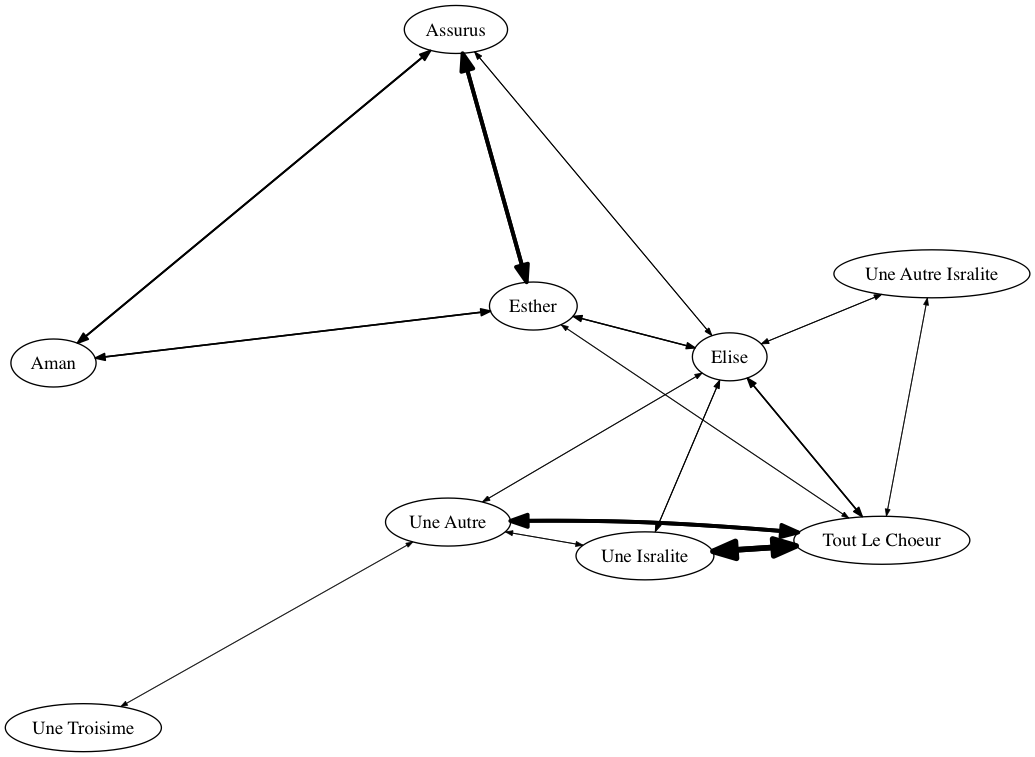 Assurus
Une Autre Isralite
Esther
Elise
Aman
Une Autre
Tout Le Choeur
Une Isralite
Une Troisime